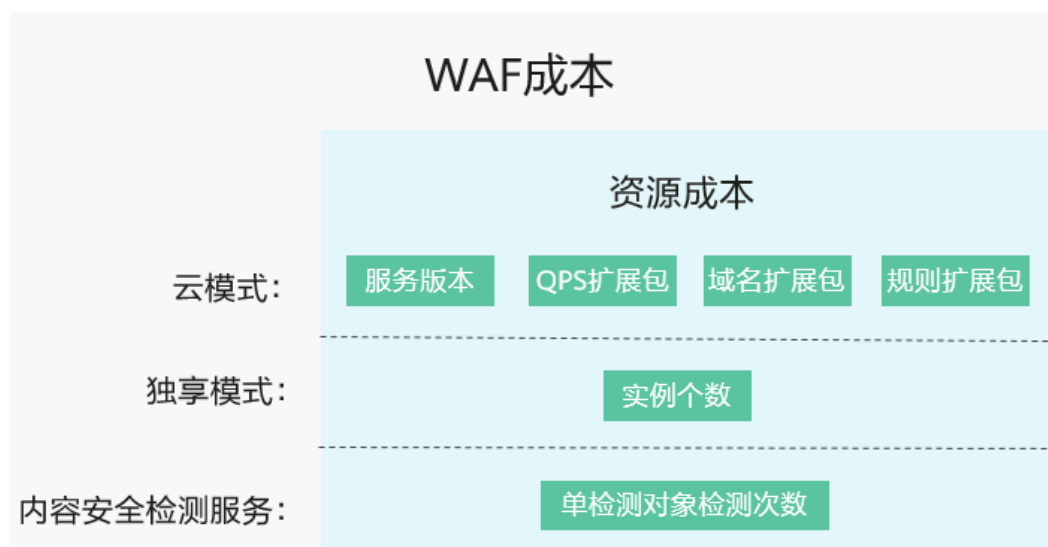 WAF成本
资源成本
云模式： 服务版本 QPS扩展包 域名扩展包 规则扩展包
独享模式： 实例个数
内容安全检测服务： 单检测对象检测次数